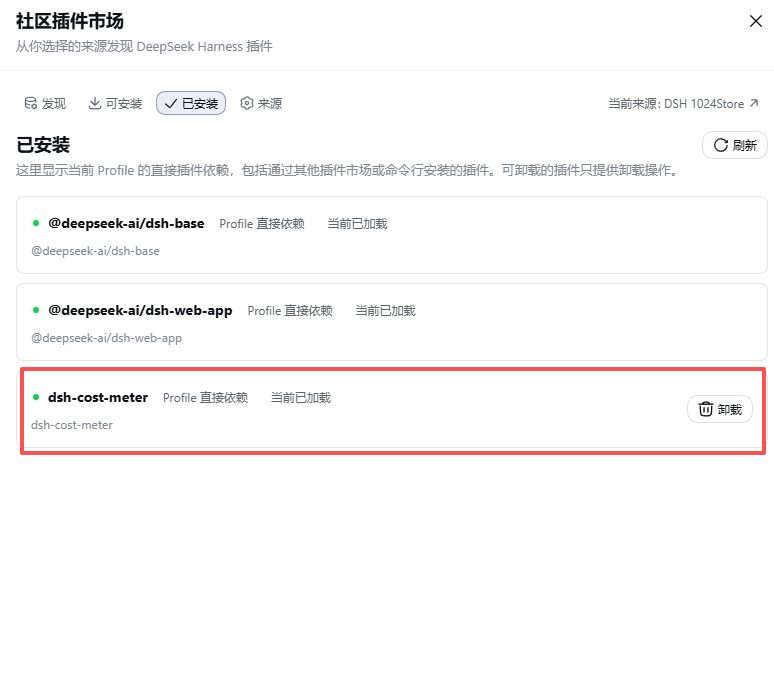 社区插件市场
从你选择的来源发现 DeepSeek Harness 插件
发现 可安装 已安装 来源 当前来源: DSH 1024Store
已安装
刷新
这里显示当前 Profile 的直接插件依赖，包括通过其他插件市场或命令行安装的插件。可卸载的插件只提供卸载操作。
@deepseek-ai/dsh-base Profile 直接依赖 当前已加载
@deepseek-ai/dsh-base
@deepseek-ai/dsh-web-app Profile 直接依赖 当前已加载
@deepseek-ai/dsh-web-app
dsh-cost-meter Profile 直接依赖 当前已加载
卸载
dsh-cost-meter